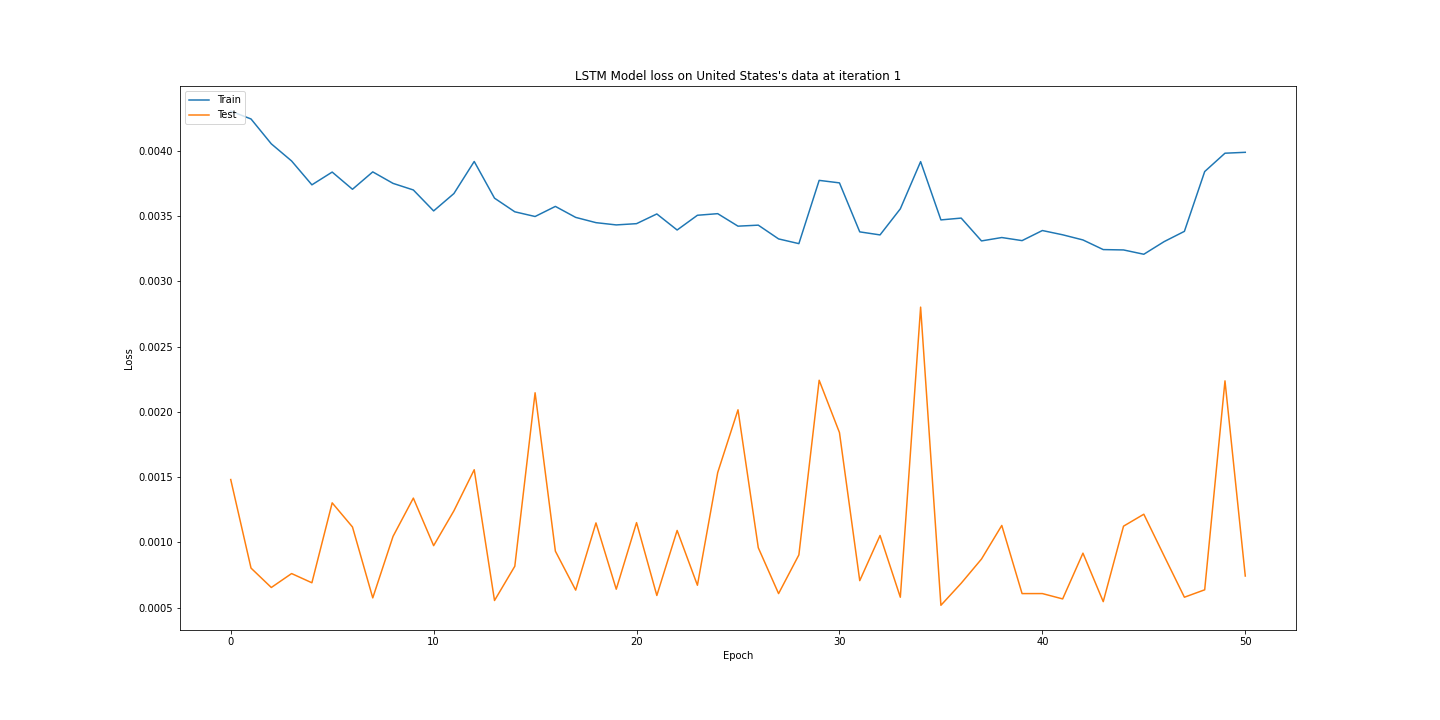 LSTM Model loss on United States's data at iteration 1
Train
Test
0.0040
0.0035
0.0030
0.0025
0.0020
0.0015
0.0010
0.0005
Loss
0 10 20 30 40 50
Epoch